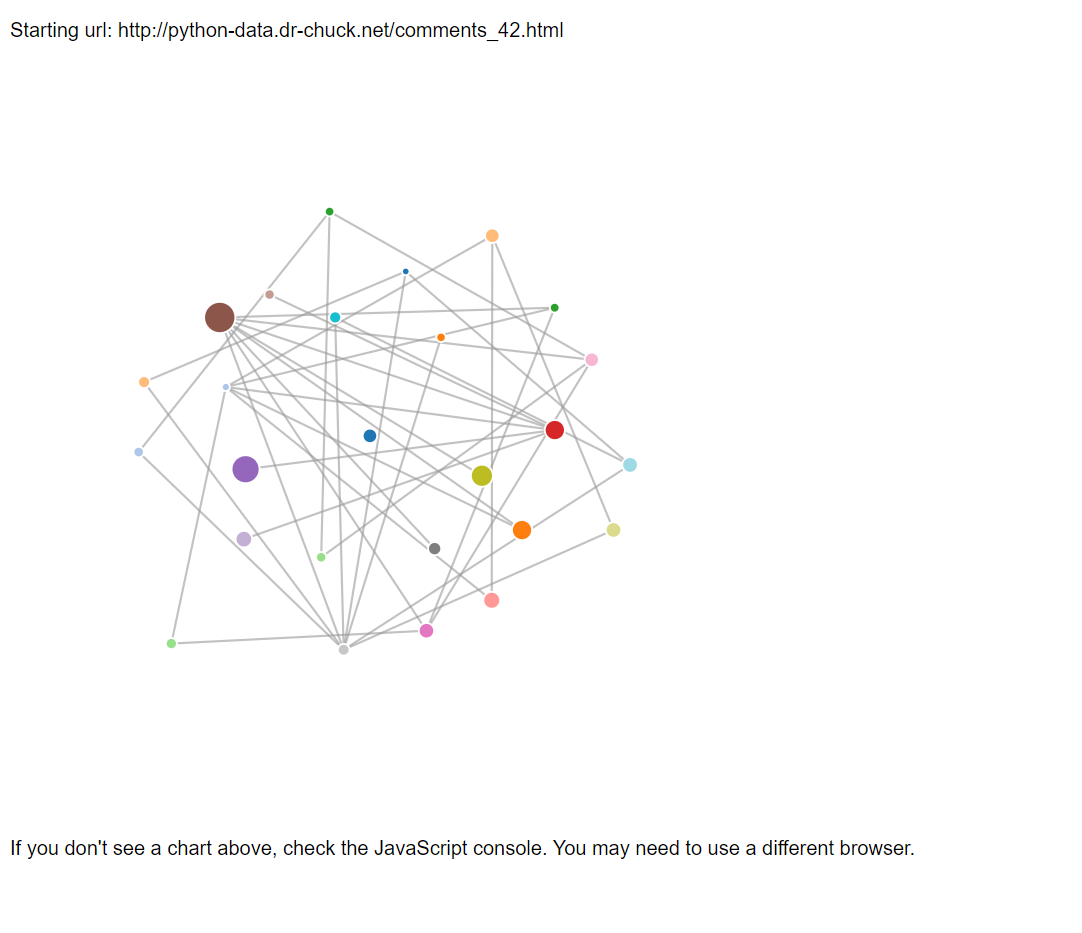 Starting url: http://python-data.dr-chuck.net/comments_42.html
If you don't see a chart above, check the JavaScript console. You may need to use a different browser.